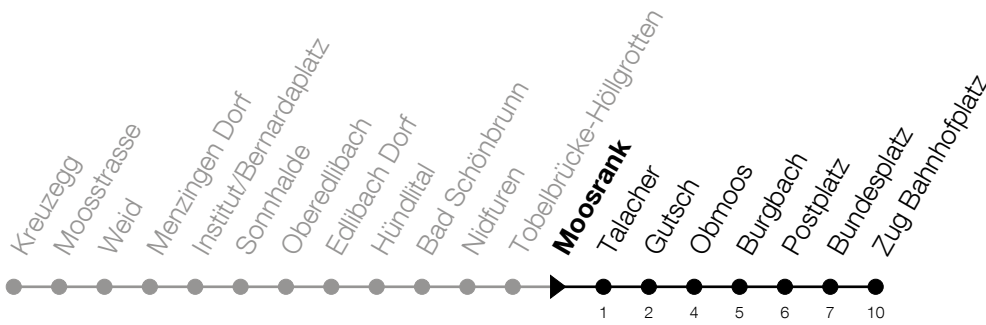 Kreuzegg
Moosstrasse
Weid
Menzingen Dorf
Institut/Bernardaplatz
Sonnhalde
Oberedlibach
Edlibach Dorf
Hündlital
Bad Schönbrunn
Nidfuren
Tobelbrücke-Höllgrotten
Moosrank
Talacher
Gutsch
Obmoos
Burgbach
Postplatz
Bundesplatz
Zug Bahnhofplatz
1 2 4 5 6 7 10